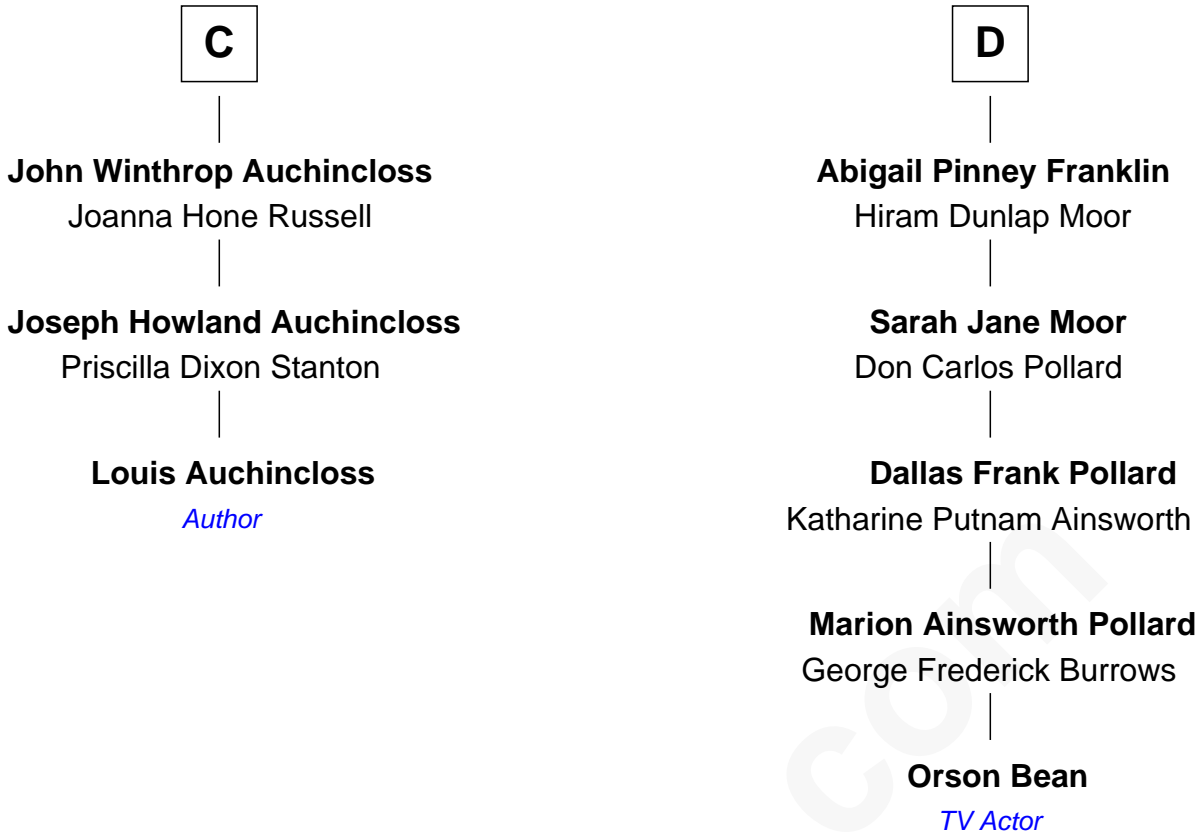 C
John Winthrop Auchincloss
Joanna Hone Russell
Joseph Howland Auchincloss
Priscilla Dixon Stanton
Louis Auchincloss
Author
D
Abigail Pinney Franklin
Hiram Dunlap Moor
Sarah Jane Moor
Don Carlos Pollard
Dallas Frank Pollard
Katharine Putnam Ainsworth
Marion Ainsworth Pollard
George Frederick Burrows
Orson Bean
TV Actor
com